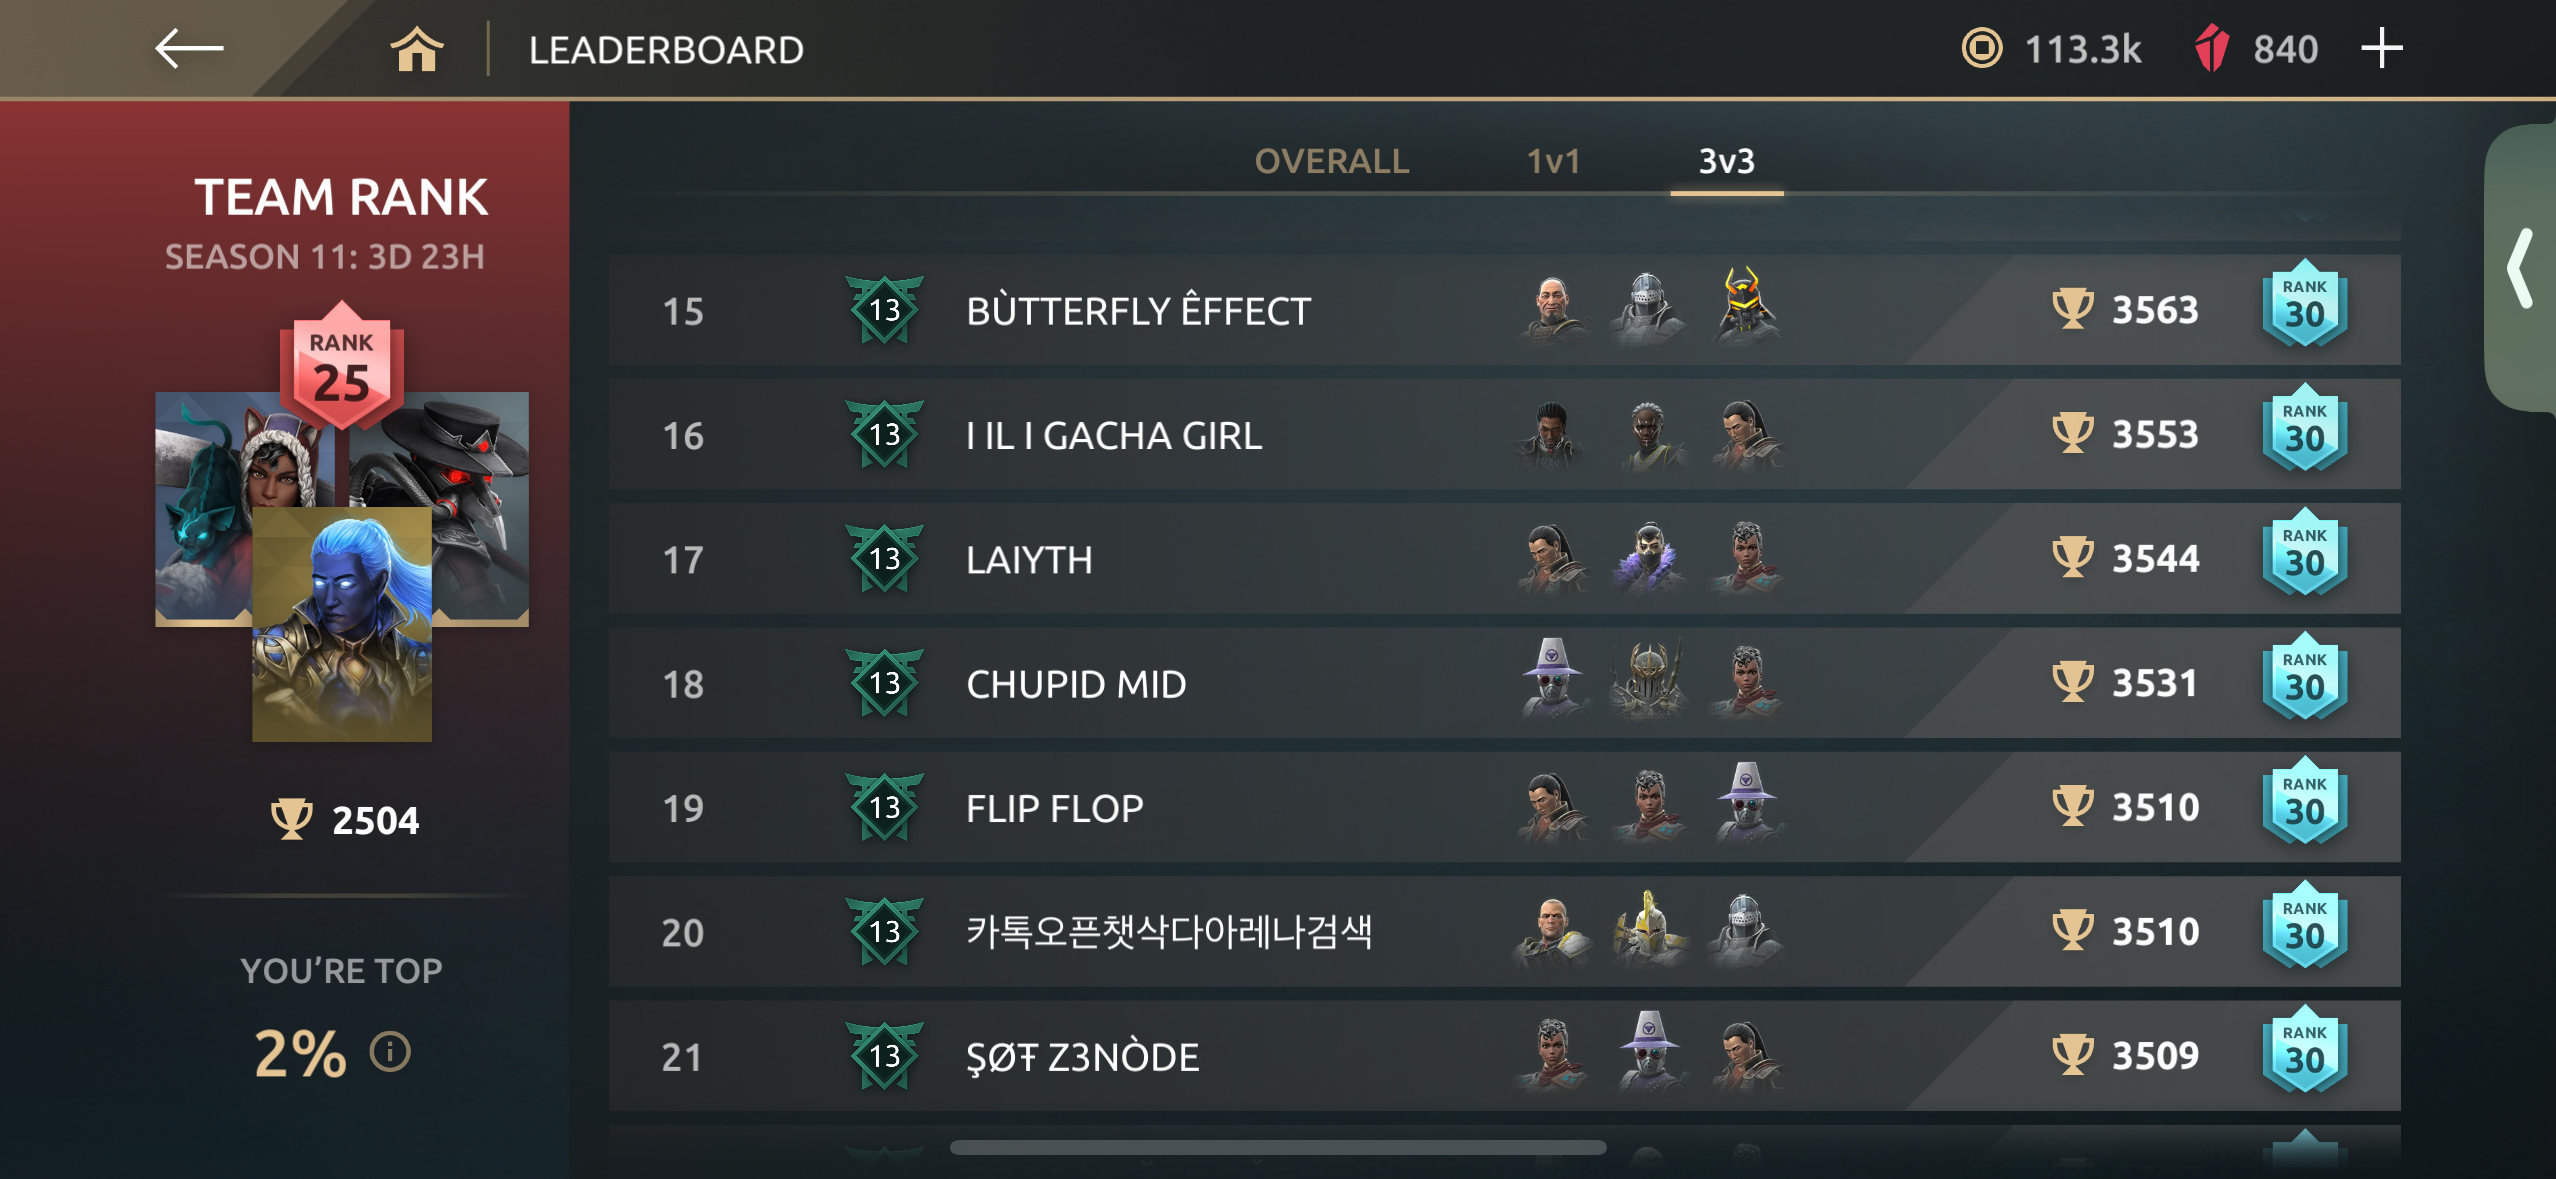 LEADERBOARD
113.3k
840
TEAM RANK
SEASON 11: 3D 23H
RANK
25
2504
YOU'RE TOP
2%
OVERALL 1v1 3v3
15 13 BÙTTERFLY ÊFFECT 3563 RANK 30
16 13 I IL I GACHA GIRL 3553 RANK 30
17 13 LAIYTH 3544 RANK 30
18 13 CHUPID MID 3531 RANK 30
19 13 FLIP FLOP 3510 RANK 30
20 13 카톡오픈챗삭다아레나검색 3510 RANK 30
21 13 ŞØŦ Z3NÒDE 3509 RANK 30